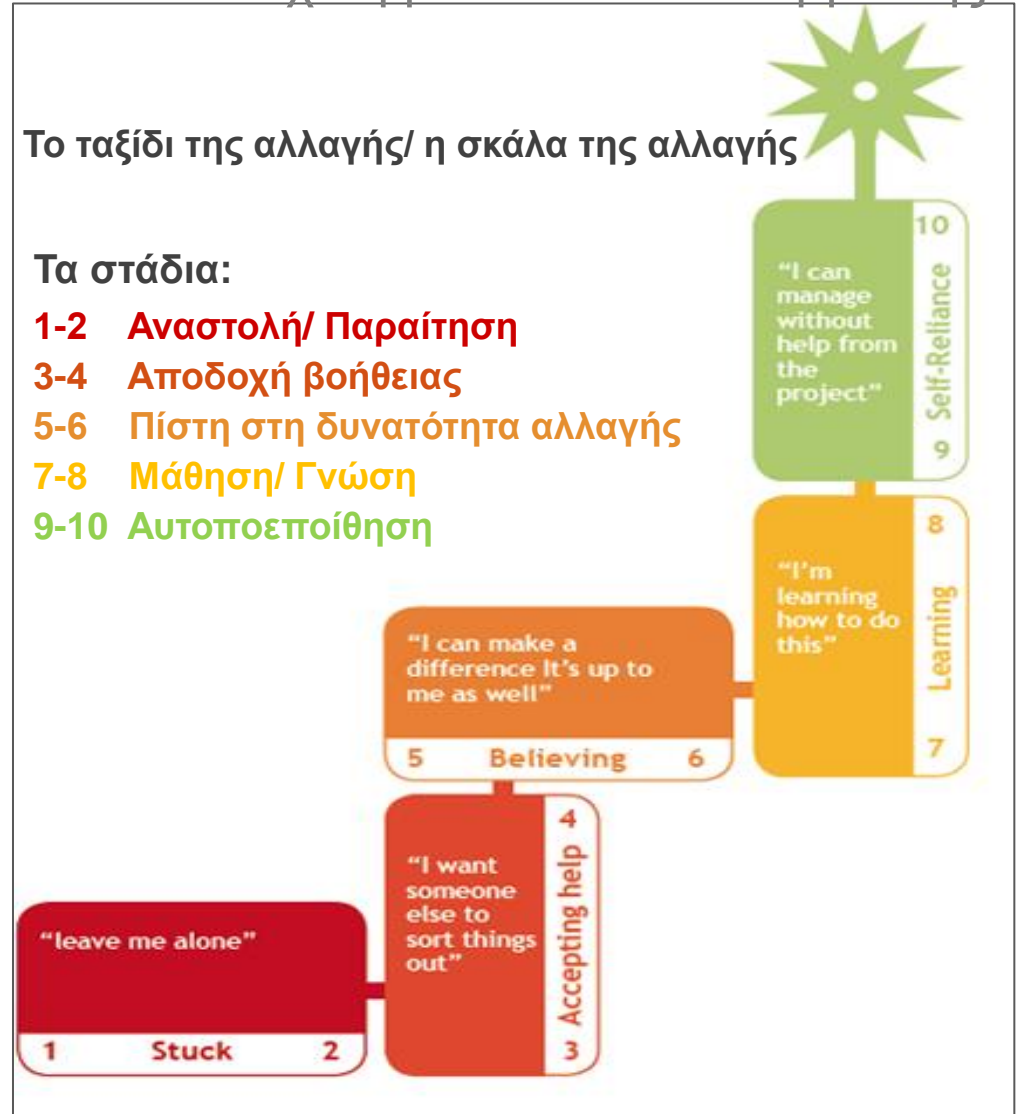 Το ταξίδι της αλλαγής/ η σκάλα της αλλαγής
Τα στάδια:
1-2 Αναστολή/ Παραίτηση
3-4 Αποδοχή βοήθειας
5-6 Πίστη στη δυνατότητα αλλαγής
7-8 Μάθηση/ Γνώση
9-10 Αυτοποεποίθηση
10
“I can
manage
without
help from
the
project”
Self-Reliance
9
8
“I’m
learning
how to do
this”
Learning
7
“I can make a
difference It’s up to
me as well”
5 Believing 6
4
“I want
someone
else to
sort things
out”
Accepting help
3
“leave me alone”
1 Stuck 2